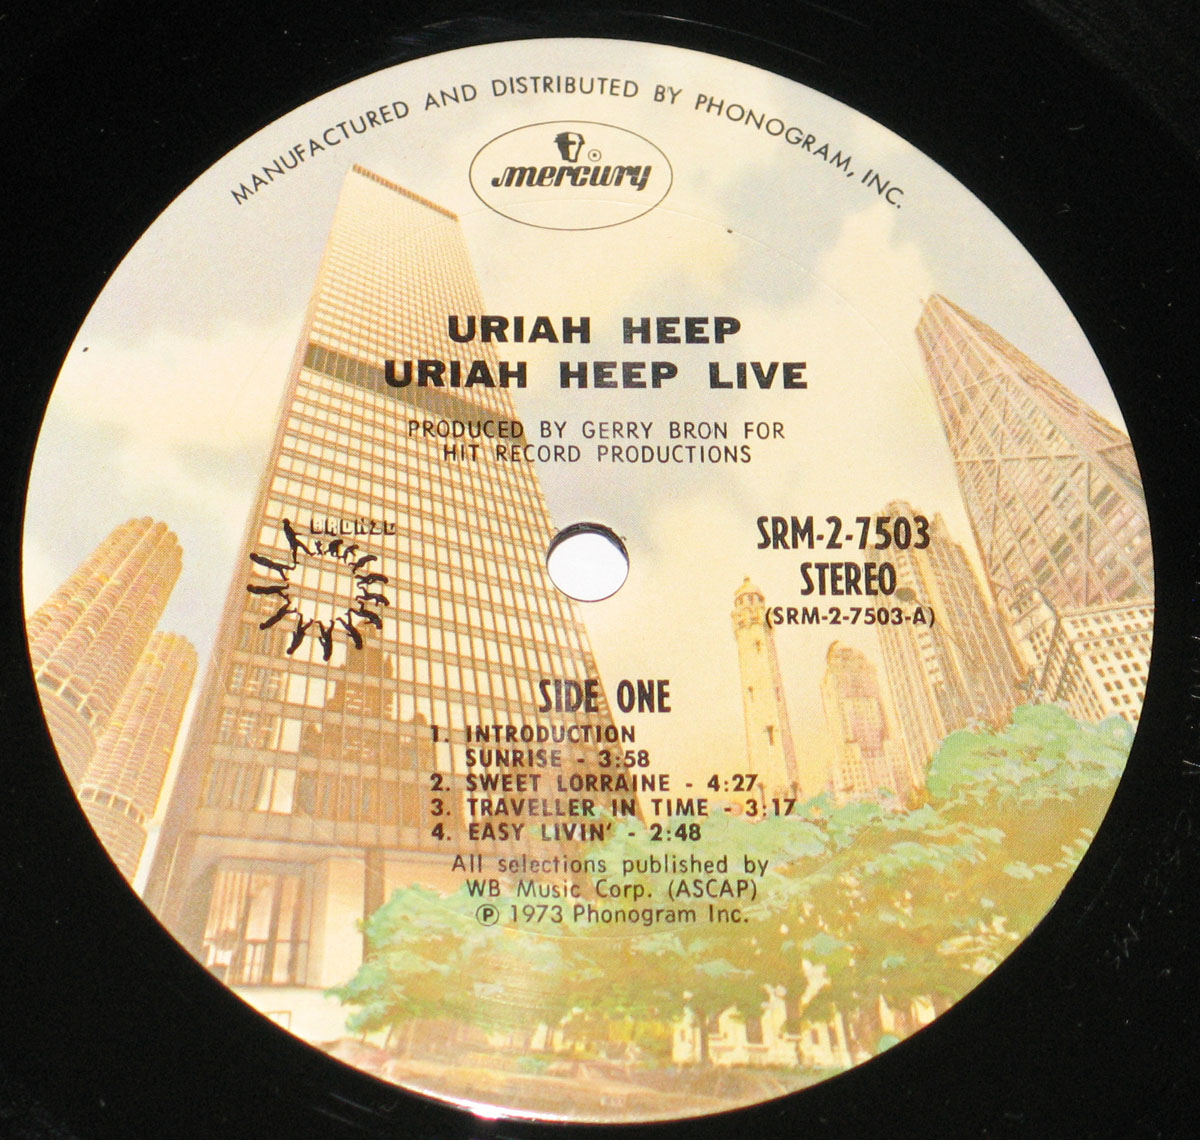 MANUFACTURED AND DISTRIBUTED BY PHONOGRAM, INC.
mercury
URIAH HEEP
URIAH HEEP LIVE
PRODUCED BY GERRY BRON FOR
HIT RECORD PRODUCTIONS
BRONZE
SRM-2-7503
STEREO
(SRM-2-7503-A)
SIDE ONE
1. INTRODUCTION
SUNRISE - 3:58
2. SWEET LORRAINE - 4:27
3. TRAVELLER IN TIME - 3:17
4. EASY LIVIN' - 2:48
All selections published by
WB Music Corp. (ASCAP)
℗ 1973 Phonogram Inc.